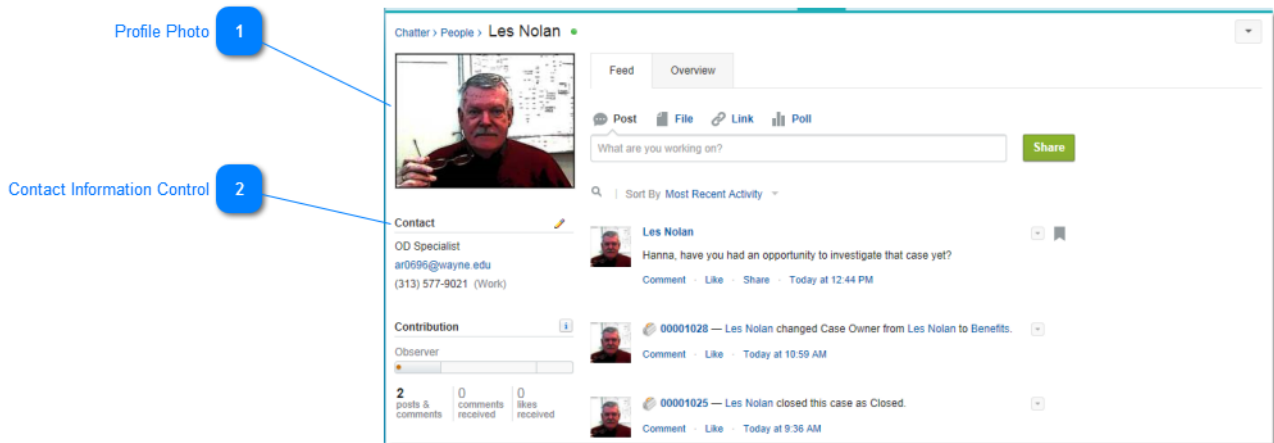 Profile Photo 1
Contact Information Control 2
Chatter › People › Les Nolan
Feed Overview
Post File Link Poll
What are you working on?
Share
Sort By Most Recent Activity
Contact
OD Specialist
ar0696@wayne.edu
(313) 577-9021 (Work)
Contribution
Observer
2 posts & comments
0 comments received
0 likes received
Les Nolan
Hanna, have you had an opportunity to investigate that case yet?
Comment · Like · Share · Today at 12:44 PM
00001028 — Les Nolan changed Case Owner from Les Nolan to Benefits.
Comment · Like · Today at 10:59 AM
00001025 — Les Nolan closed this case as Closed.
Comment · Like · Today at 9:36 AM